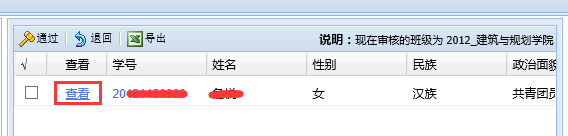 通过 退回 导出 说明：现在审核的班级为 2012_建筑与规划学院
√ 查看 学号 姓名 性别 民族 政治面貌
查看 女 汉族 共青团员